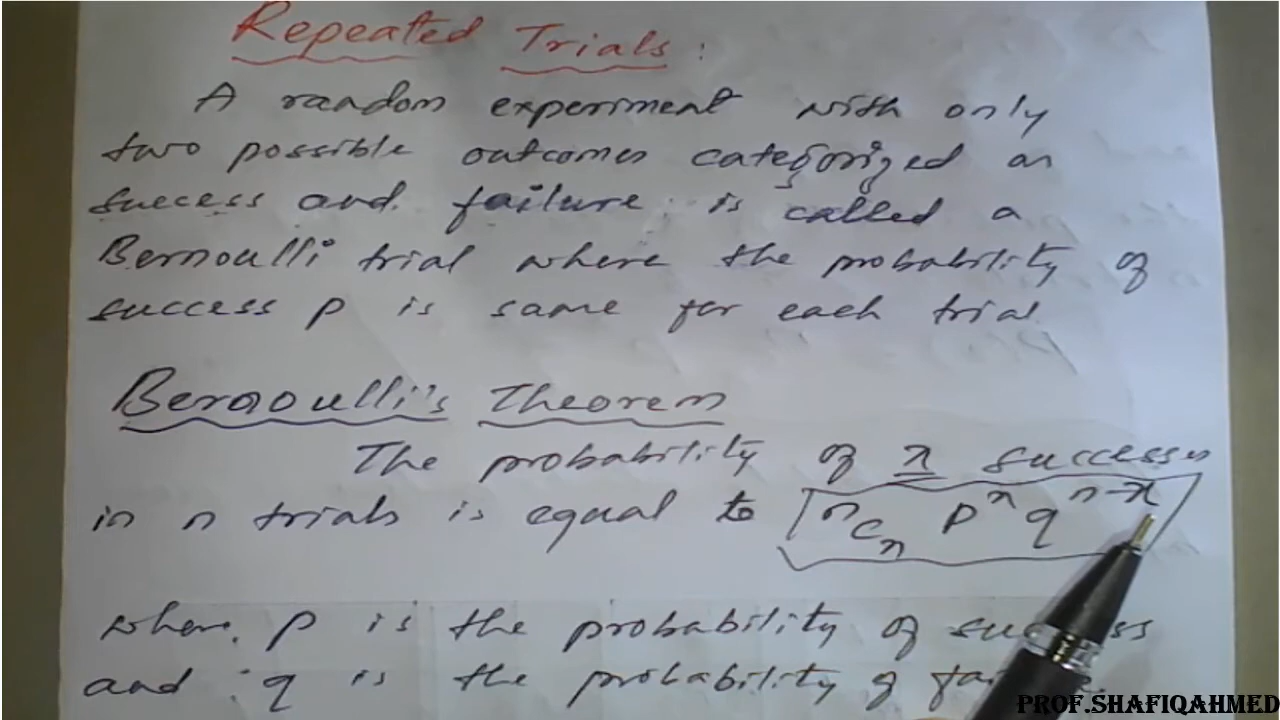 Repeated Trials:
A random experiment with only
two possible outcomes categorized as
success and failure is called a
Bernoulli trial where the probability of
success p is same for each trial
Bernoulli's Theorem
The probability of x success
in n trials is equal to ⁿCₓ pˣ qⁿ⁻ˣ
where, p is the probability of
and q is the probability of
PROF.SHAFIQAHMED